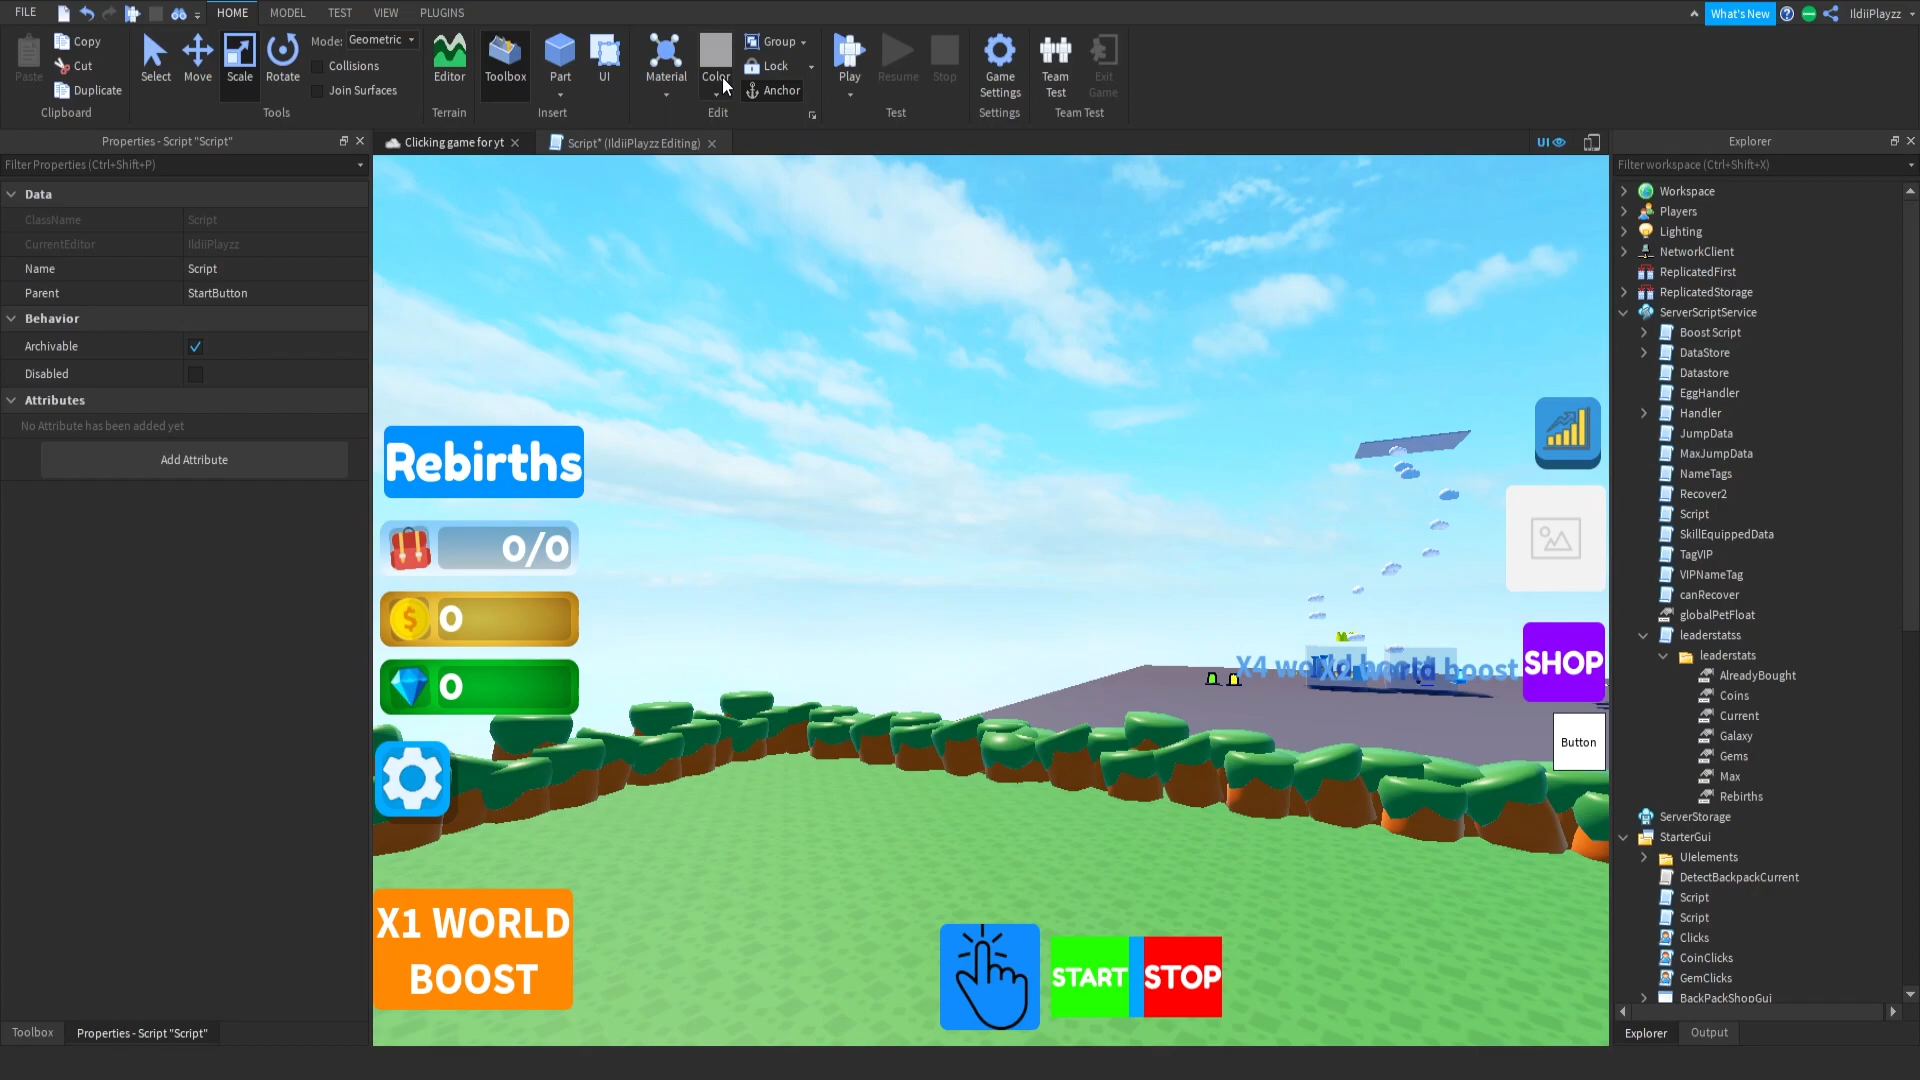 FILE
HOME
MODEL
TEST
VIEW
PLUGINS
What's New
IldiiPlayzz
Paste
Copy
Cut
Duplicate
Clipboard
Select
Move
Scale
Rotate
Mode:
Geometric
Collisions
Join Surfaces
Tools
Editor
Terrain
Toolbox
Part
UI
Insert
Material
Color
Group
Lock
Anchor
Edit
Play
Resume
Stop
Test
Game
Settings
Settings
Team
Test
Exit
Game
Team Test
Properties - Script "Script"
Filter Properties (Ctrl+Shift+P)
Data
ClassName
Script
CurrentEditor
IldiiPlayzz
Name
Script
Parent
StartButton
Behavior
Archivable
Disabled
Attributes
No Attribute has been added yet
Add Attribute
Toolbox
Properties - Script "Script"
Clicking game for yt
Script* (IldiiPlayzz Editing)
UI
Rebirths
0/0
0
0
X1 WORLD
BOOST
START
STOP
X4 wo
X2 world boost
SHOP
Button
Explorer
Filter workspace (Ctrl+Shift+X)
Workspace
Players
Lighting
NetworkClient
ReplicatedFirst
ReplicatedStorage
ServerScriptService
Boost Script
DataStore
Datastore
EggHandler
Handler
JumpData
MaxJumpData
NameTags
Recover2
Script
SkillEquippedData
TagVIP
VIPNameTag
canRecover
globalPetFloat
leaderstatss
leaderstats
AlreadyBought
Coins
Current
Galaxy
Gems
Max
Rebirths
ServerStorage
StarterGui
UIelements
DetectBackpackCurrent
Script
Script
Clicks
CoinClicks
GemClicks
BackPackShopGui
Explorer
Output